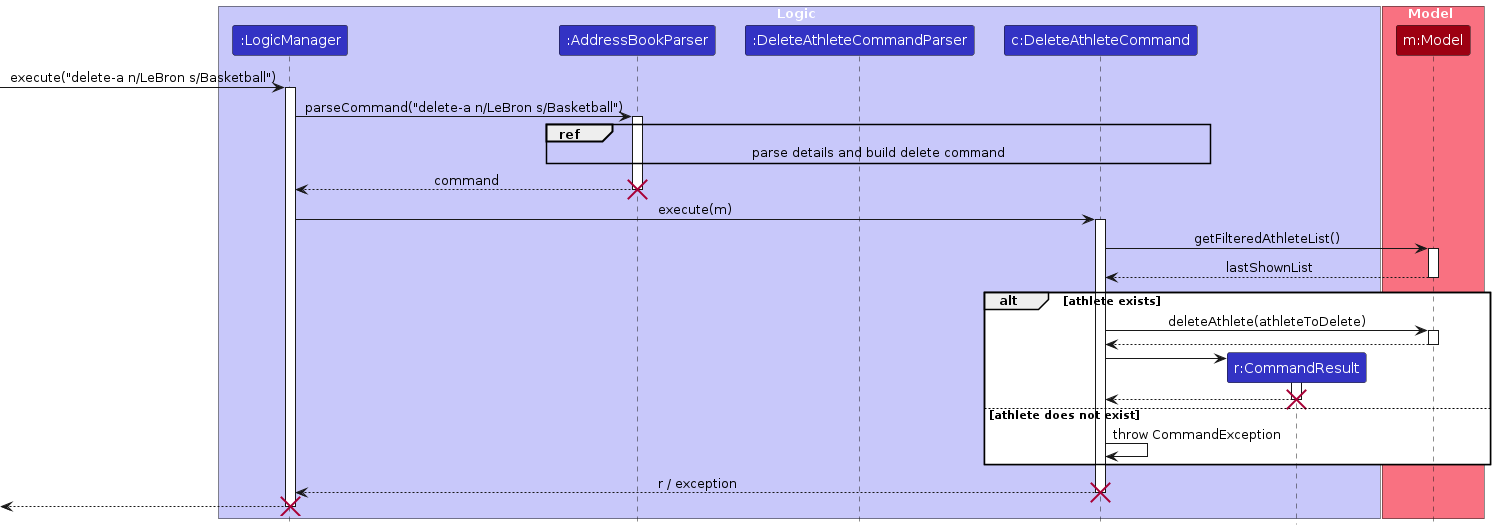 Logic
Model
:LogicManager
:AddressBookParser
:DeleteAthleteCommandParser
c:DeleteAthleteCommand
m:Model
execute("delete-a n/LeBron s/Basketball")
parseCommand("delete-a n/LeBron s/Basketball")
ref
parse details and build delete command
command
execute(m)
getFilteredAthleteList()
lastShownList
alt
[athlete exists]
deleteAthlete(athleteToDelete)
r:CommandResult
[athlete does not exist]
throw CommandException
r / exception